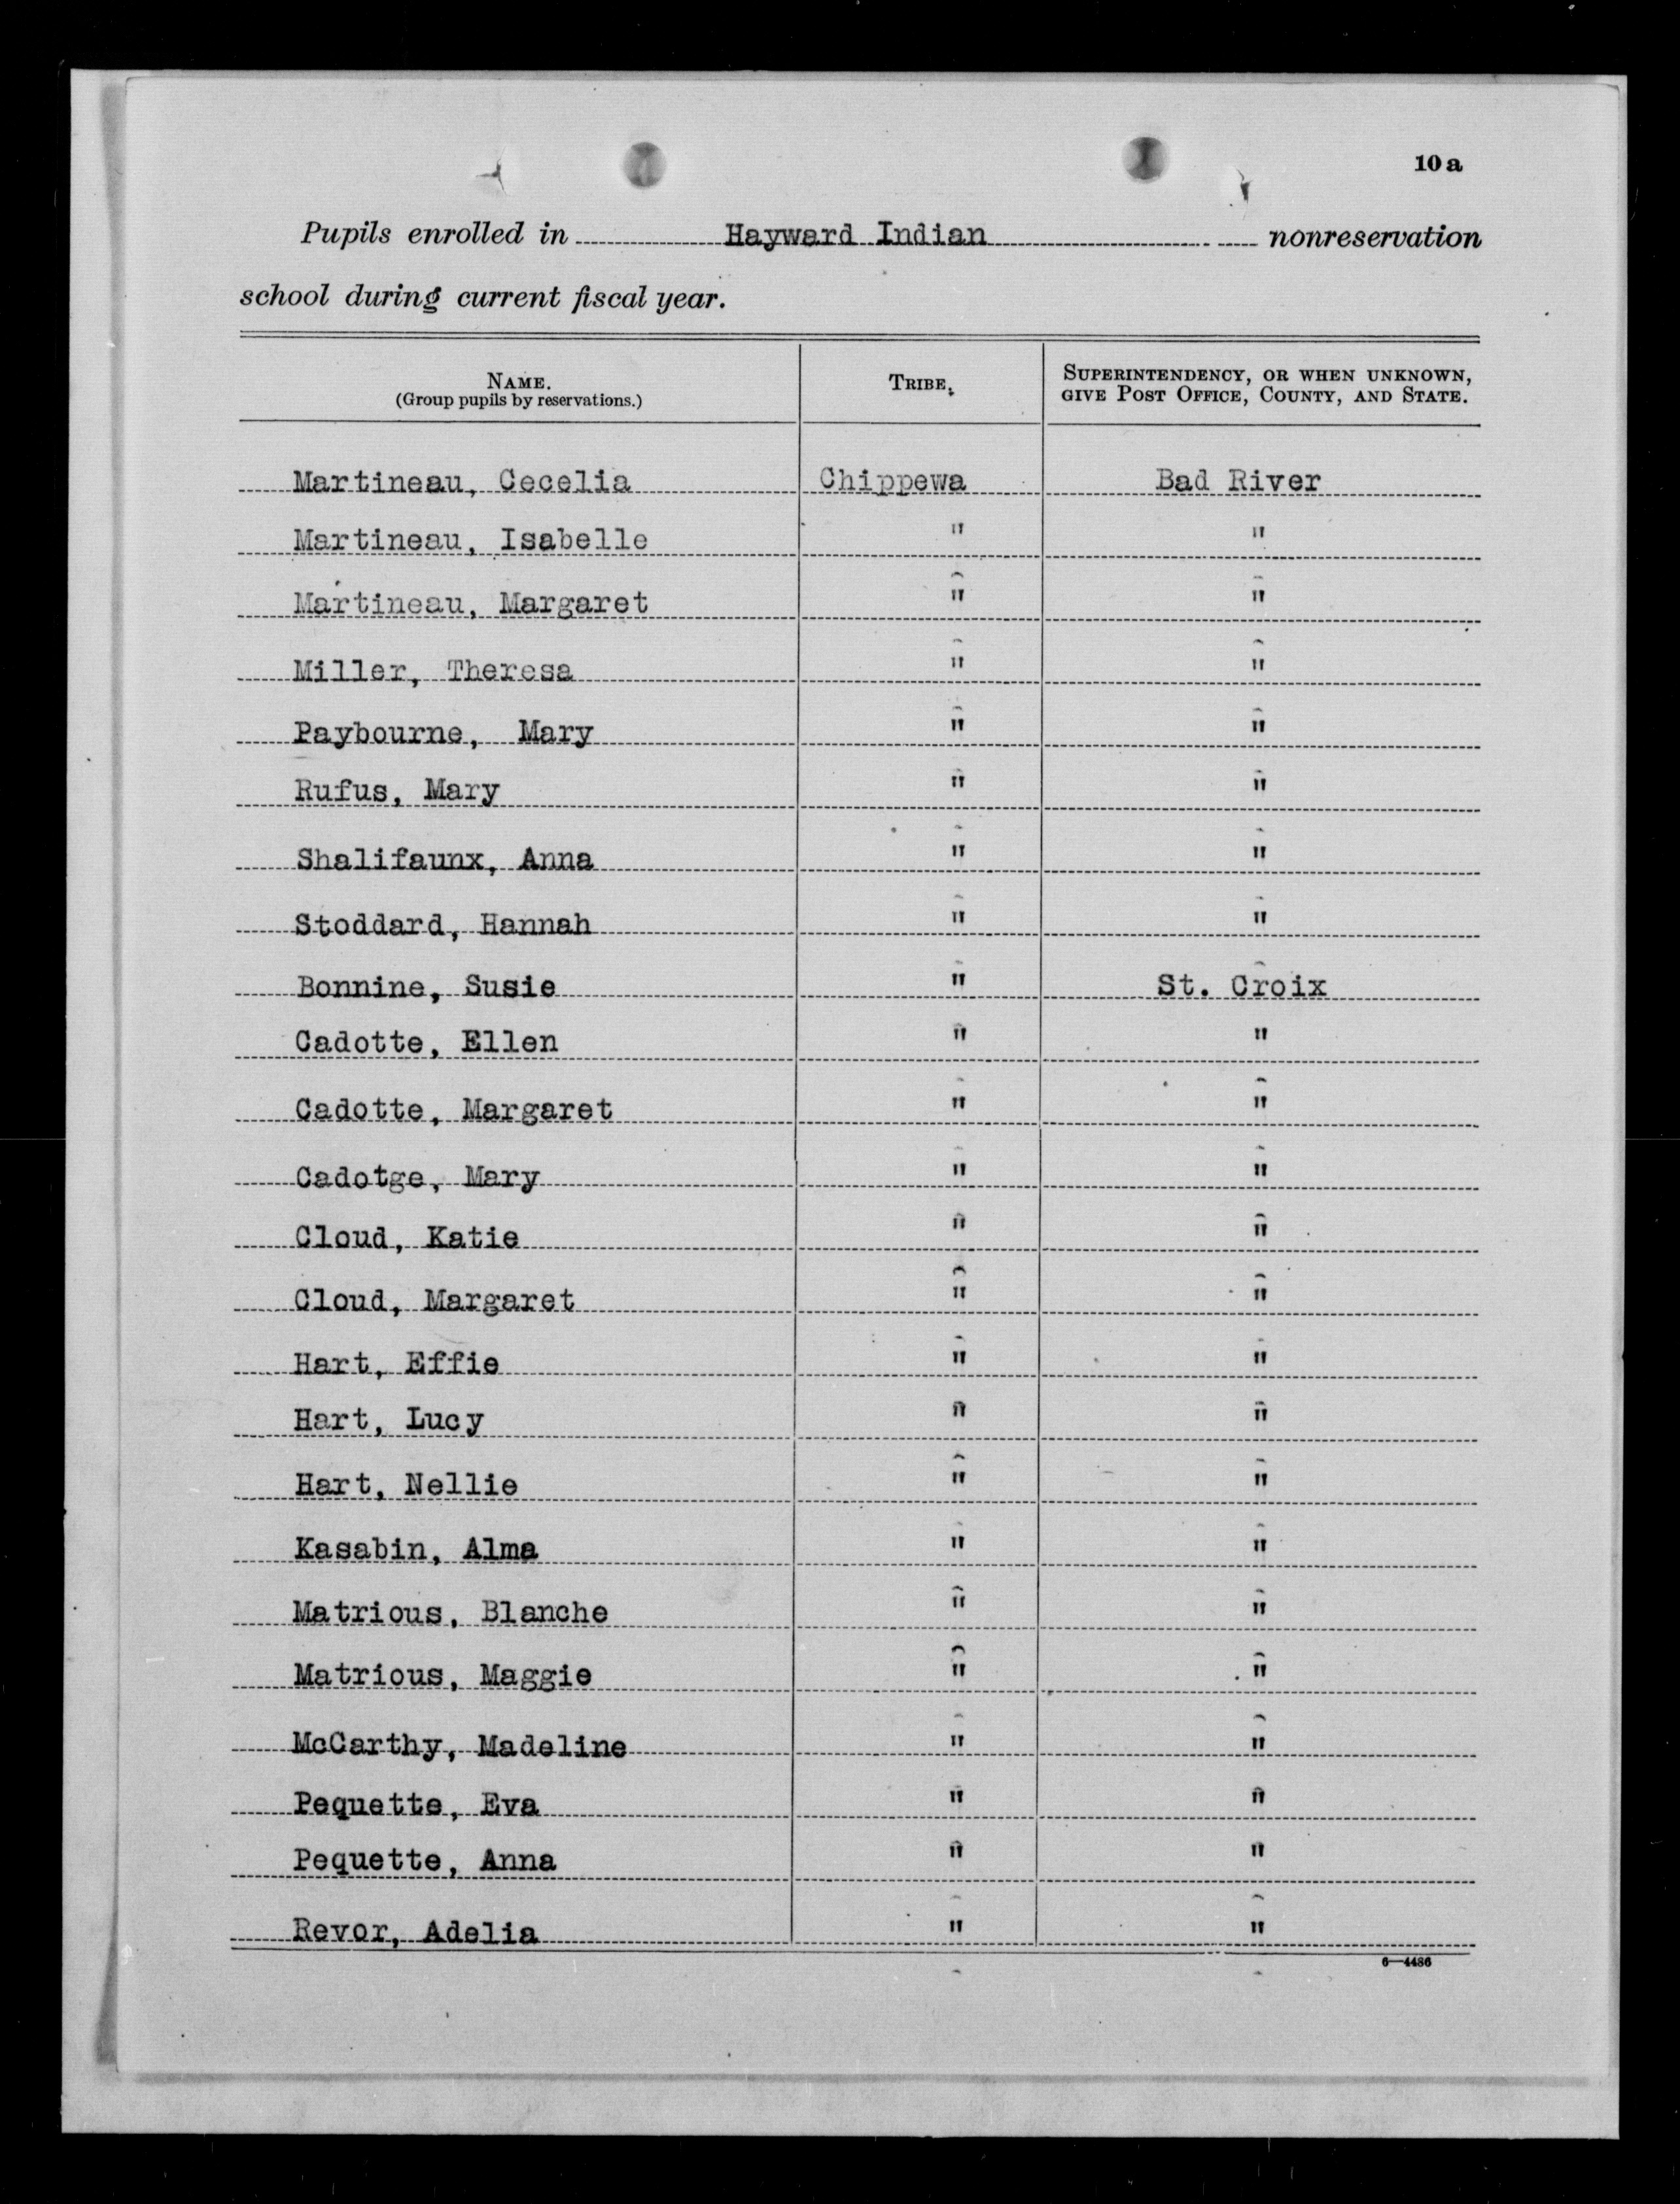 10a
Pupils enrolled in Hayward Indian nonreservation
school during current fiscal year.
NAME. TRIBE. SUPERINTENDENCY, OR WHEN UNKNOWN,
(Group pupils by reservations.) GIVE POST OFFICE, COUNTY, AND STATE.
Martineau, Cecelia Chippewa Bad River
Martineau, Isabelle " "
Martineau, Margaret " "
Miller, Theresa " "
Paybourne, Mary " "
Rufus, Mary " "
Shalifaunx, Anna " "
Stoddard, Hannah " "
Bonnine, Susie " St. Croix
Cadotte, Ellen " "
Cadotte, Margaret " "
Cadotge, Mary " "
Cloud, Katie " "
Cloud, Margaret " "
Hart, Effie " "
Hart, Lucy " "
Hart, Nellie " "
Kasabin, Alma " "
Matrious, Blanche " "
Matrious, Maggie " "
McCarthy, Madeline " "
Pequette, Eva " "
Pequette, Anna " "
Revor, Adelia " "
6—4486